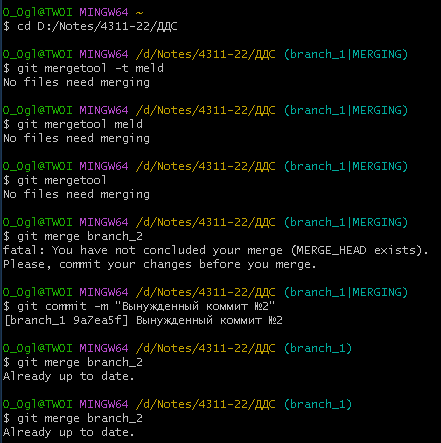 O_Ogl@TWOI MINGW64 ~
$ cd D:/Notes/4311-22/ДДС
O_Ogl@TWOI MINGW64 /d/Notes/4311-22/ДДС (branch_1|MERGING)
$ git mergetool -t meld
No files need merging
O_Ogl@TWOI MINGW64 /d/Notes/4311-22/ДДС (branch_1|MERGING)
$ git mergetool meld
No files need merging
O_Ogl@TWOI MINGW64 /d/Notes/4311-22/ДДС (branch_1|MERGING)
$ git mergetool
No files need merging
O_Ogl@TWOI MINGW64 /d/Notes/4311-22/ДДС (branch_1|MERGING)
$ git merge branch_2
fatal: You have not concluded your merge (MERGE_HEAD exists).
Please, commit your changes before you merge.
O_Ogl@TWOI MINGW64 /d/Notes/4311-22/ДДС (branch_1|MERGING)
$ git commit -m "Вынужденный коммит №2"
[branch_1 9a7ea5f] Вынужденный коммит №2
O_Ogl@TWOI MINGW64 /d/Notes/4311-22/ДДС (branch_1)
$ git merge branch_2
Already up to date.
O_Ogl@TWOI MINGW64 /d/Notes/4311-22/ДДС (branch_1)
$ git merge branch_2
Already up to date.